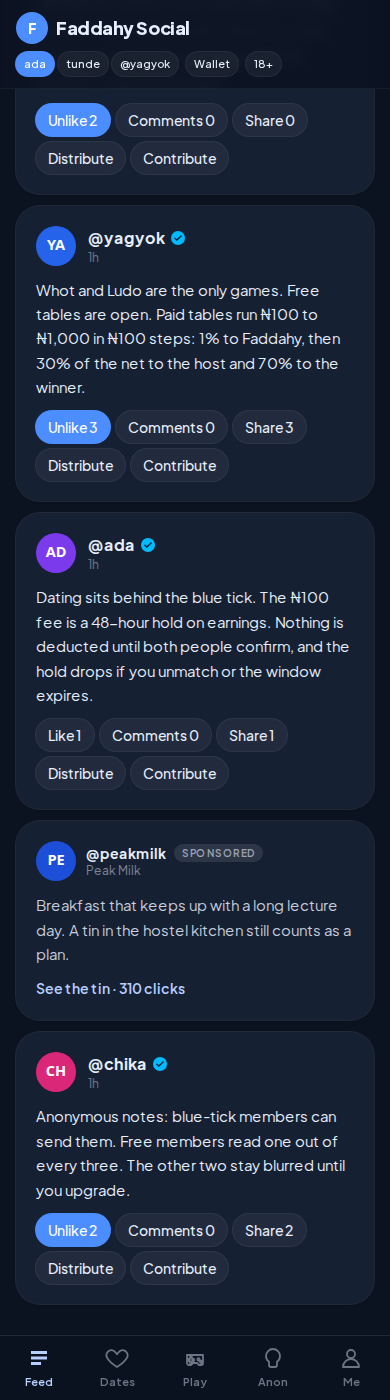 F Faddahy Social
ada tunde @yagyok Wallet 18+
Unlike 2 Comments 0 Share 0
Distribute Contribute
YA @yagyok
1h
Whot and Ludo are the only games. Free
tables are open. Paid tables run ₦100 to
₦1,000 in ₦100 steps: 1% to Faddahy, then
30% of the net to the host and 70% to the
winner.
Unlike 3 Comments 0 Share 3
Distribute Contribute
AD @ada
1h
Dating sits behind the blue tick. The ₦100
fee is a 48-hour hold on earnings. Nothing is
deducted until both people confirm, and the
hold drops if you unmatch or the window
expires.
Like 1 Comments 0 Share 1
Distribute Contribute
PE @peakmilk SPONSORED
Peak Milk
Breakfast that keeps up with a long lecture
day. A tin in the hostel kitchen still counts as a
plan.
See the tin · 310 clicks
CH @chika
1h
Anonymous notes: blue-tick members can
send them. Free members read one out of
every three. The other two stay blurred until
you upgrade.
Unlike 2 Comments 0 Share 2
Distribute Contribute
Feed Dates Play Anon Me